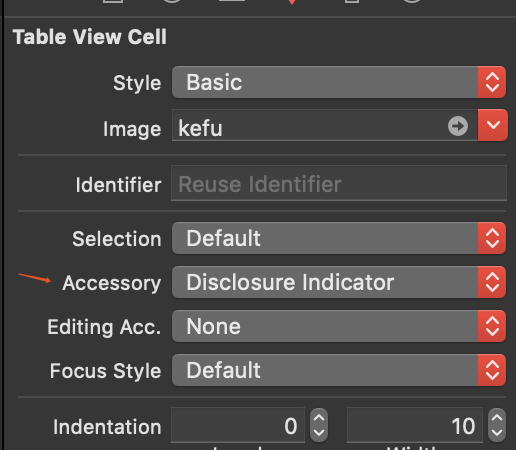 Table View Cell
Style Basic
Image kefu
Identifier Reuse Identifier
Selection Default
Accessory Disclosure Indicator
Editing Acc. None
Focus Style Default
Indentation 0 10
Width